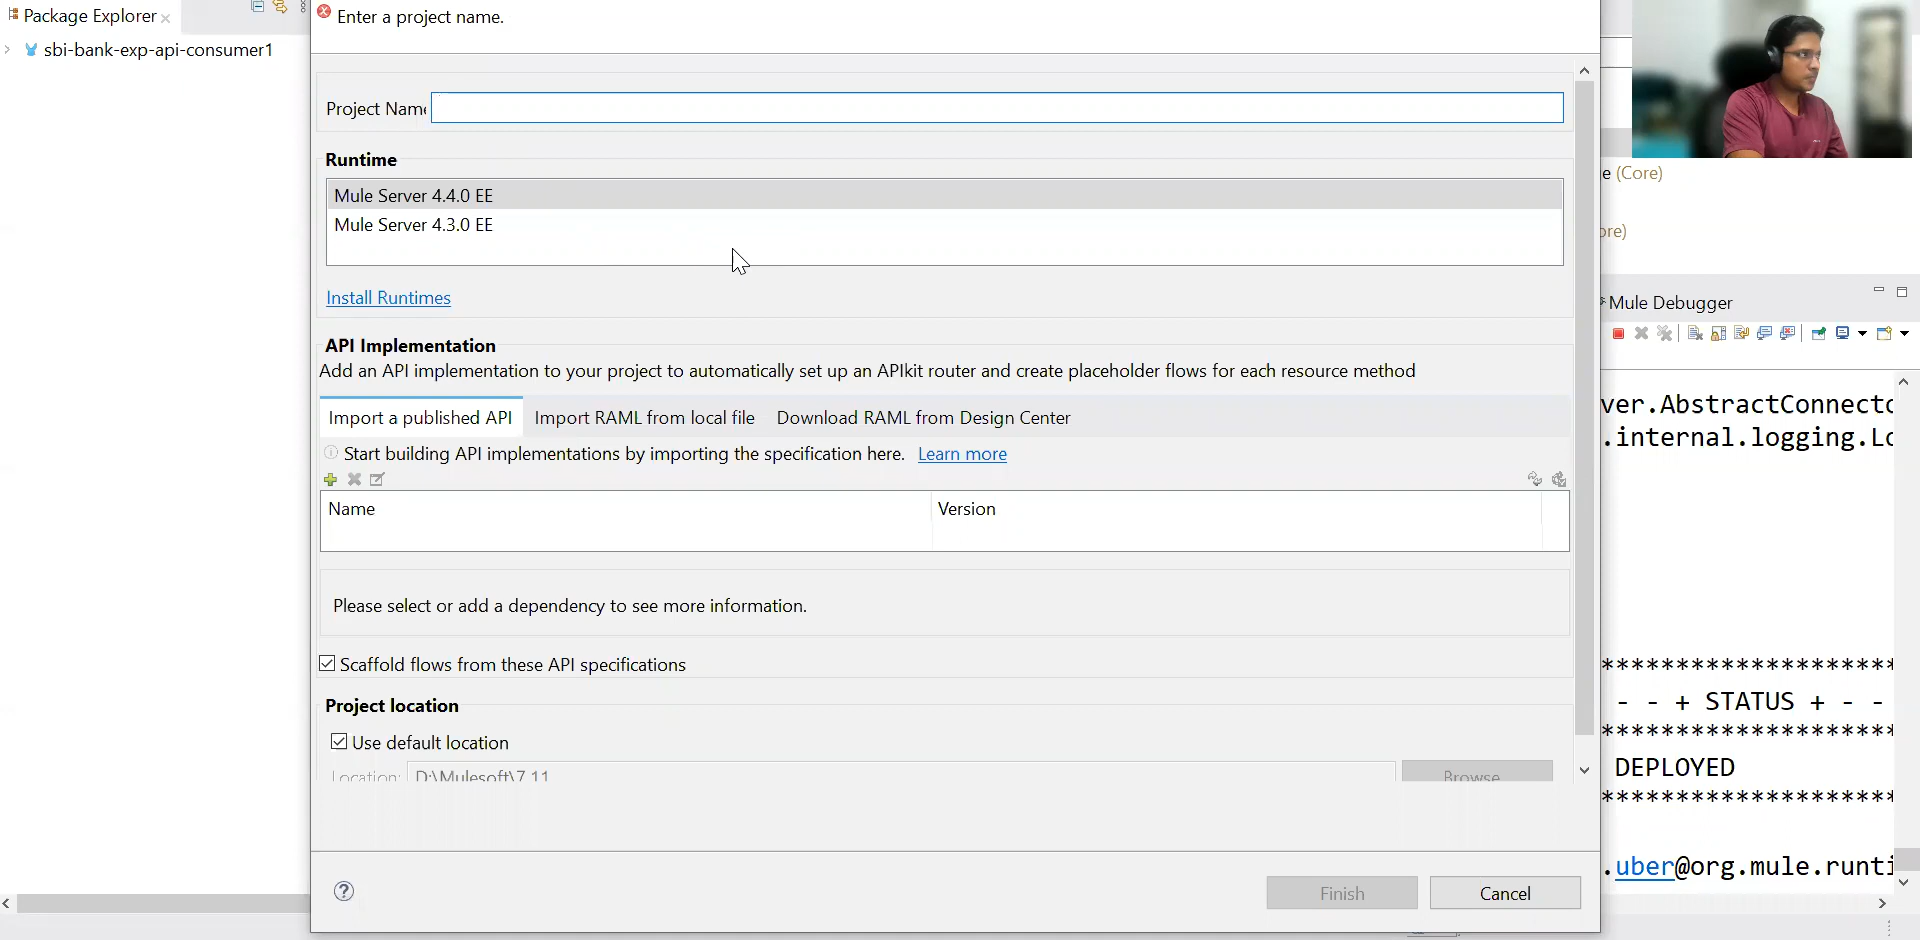 Package Explorer
sbi-bank-exp-api-consumer1
Enter a project name.
Project Name
Runtime
Mule Server 4.4.0 EE
Mule Server 4.3.0 EE
Install Runtimes
API Implementation
Add an API implementation to your project to automatically set up an APIkit router and create placeholder flows for each resource method
Import a published API Import RAML from local file Download RAML from Design Center
Start building API implementations by importing the specification here. Learn more
Name Version
Please select or add a dependency to see more information.
Scaffold flows from these API specifications
Project location
Use default location
Location: D:\Mulesoft\7.11 Browse
Finish Cancel
e (Core)
ore)
Mule Debugger
ver.AbstractConnecto
.internal.logging.Lo
********************
- - + STATUS + - -
********************
DEPLOYED
********************
.uber@org.mule.runti